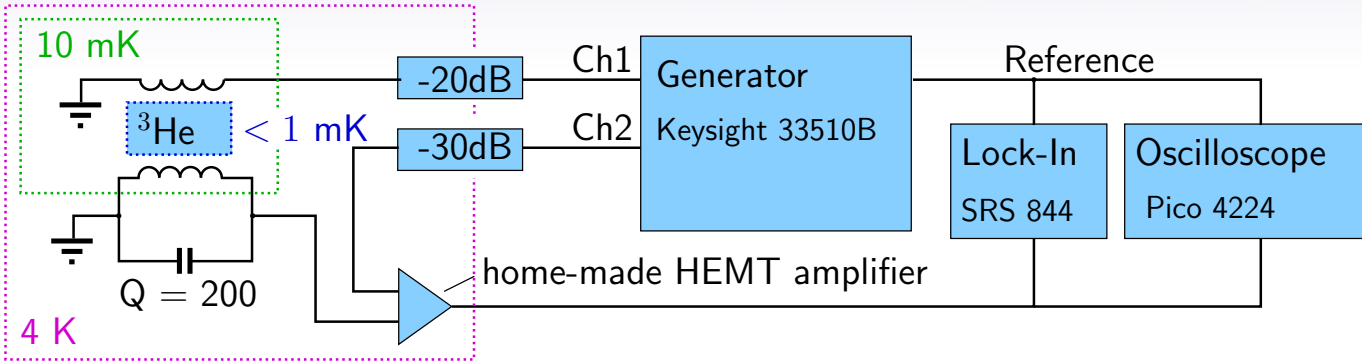 10 mK
-20dB
Ch1
Generator
Reference
³He
< 1 mK
-30dB
Ch2
Keysight 33510B
Lock-In
Oscilloscope
SRS 844
Pico 4224
Q = 200
home-made HEMT amplifier
4 K